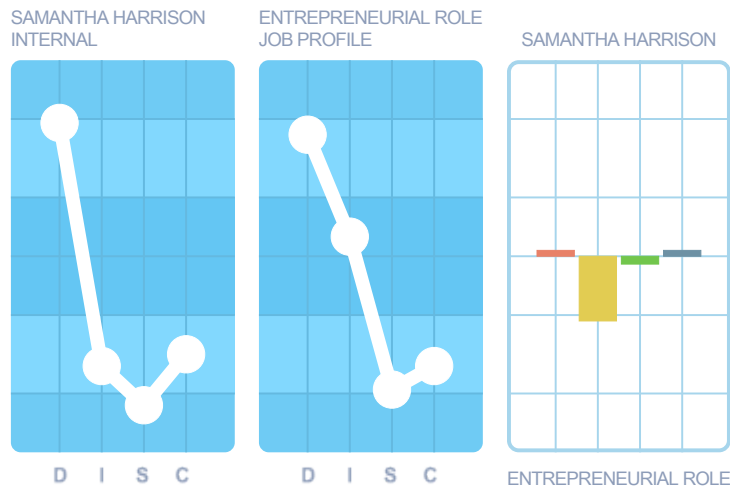 SAMANTHA HARRISON
INTERNAL
ENTREPRENEURIAL ROLE
JOB PROFILE
SAMANTHA HARRISON
D I S C
D I S C
ENTREPRENEURIAL ROLE